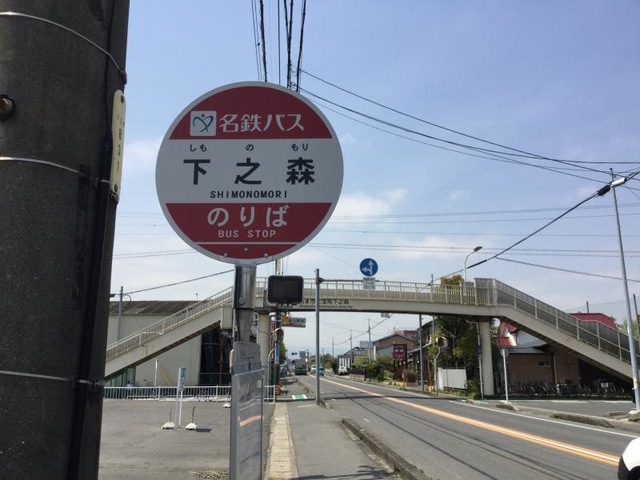 名鉄バス
しも の もり
下之森
SHIMONOMORI
のりば
BUS STOP